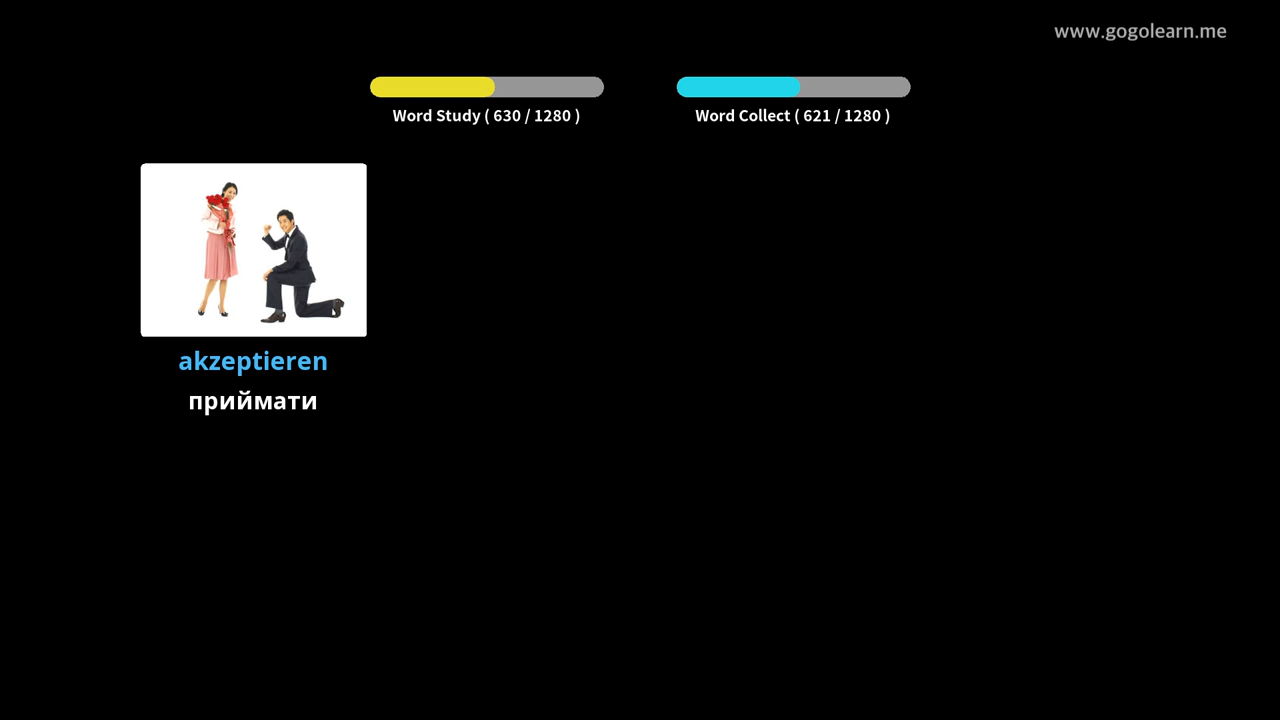 www.gogolearn.me
Word Study ( 630 / 1280 )
Word Collect ( 621 / 1280 )
akzeptieren
приймати